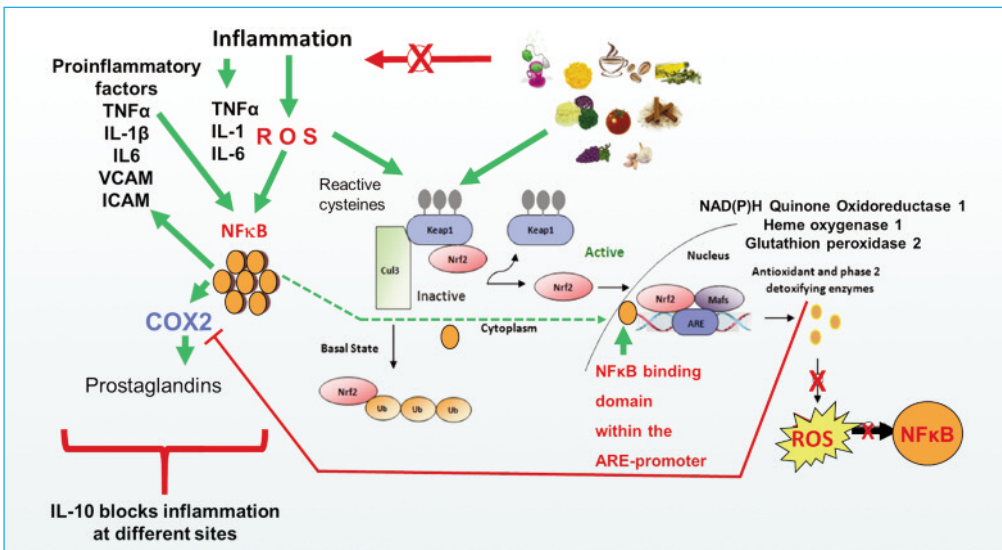 Inflammation
X
Proinflammatory
factors
TNFα
IL-1β
IL6
VCAM
ICAM
TNFα
IL-1
IL-6
ROS
NFκB
COX2
Prostaglandins
IL-10 blocks inflammation
at different sites
Reactive
cysteines
Keap1
Nrf2
Cul3
Inactive
Keap1
Active
Nrf2
Cytoplasm
Basal State
Nrf2
Ub
Ub
Ub
Nucleus
Nrf2
Mafs
ARE
NFκB binding
domain
within the
ARE-promoter
NAD(P)H Quinone Oxidoreductase 1
Heme oxygenase 1
Glutathion peroxidase 2
Antioxidant and phase 2
detoxifying enzymes
X
ROS
X
NFκB